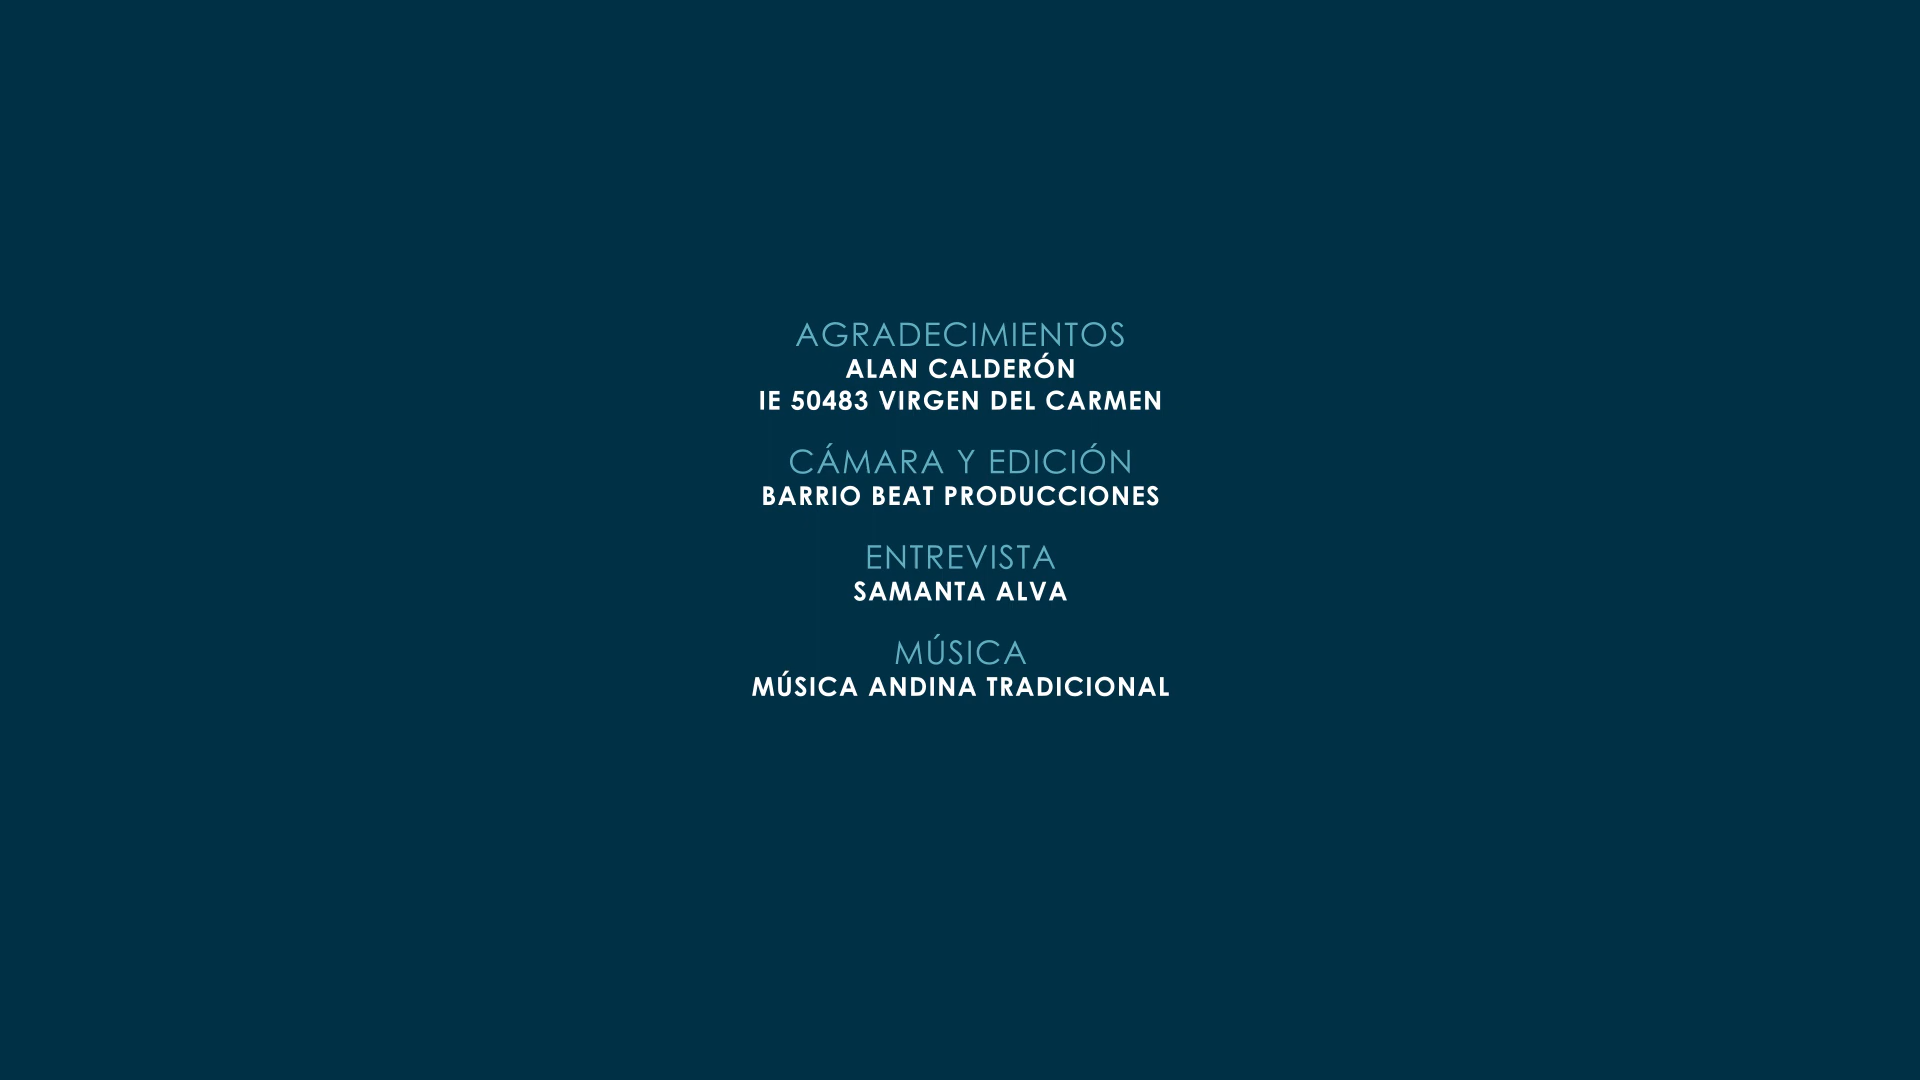 AGRADECIMIENTOS
ALAN CALDERÓN
IE 50483 VIRGEN DEL CARMEN
CÁMARA Y EDICIÓN
BARRIO BEAT PRODUCCIONES
ENTREVISTA
SAMANTA ALVA
MÚSICA
MÚSICA ANDINA TRADICIONAL